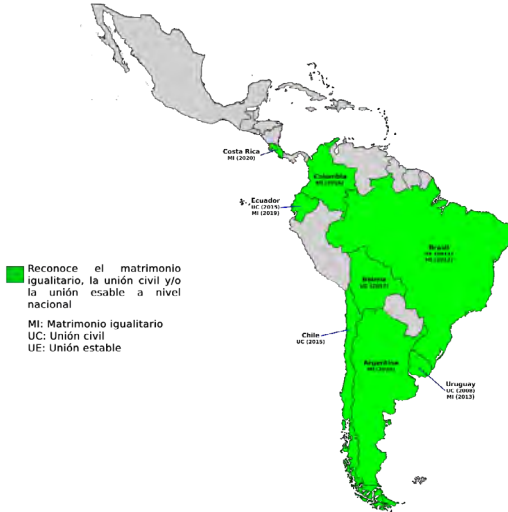 Costa Rica
MI (2020)
Colombia
Ecuador
UC (2015)
MI (2019)
Brasil
Bolivia
Chile
UC (2015)
Argentina
Uruguay
UC (2008)
MI (2013)
Reconoce el matrimonio
igualitario, la unión civil y/o
la unión esable a nivel
nacional
MI: Matrimonio igualitario
UC: Unión civil
UE: Unión estable